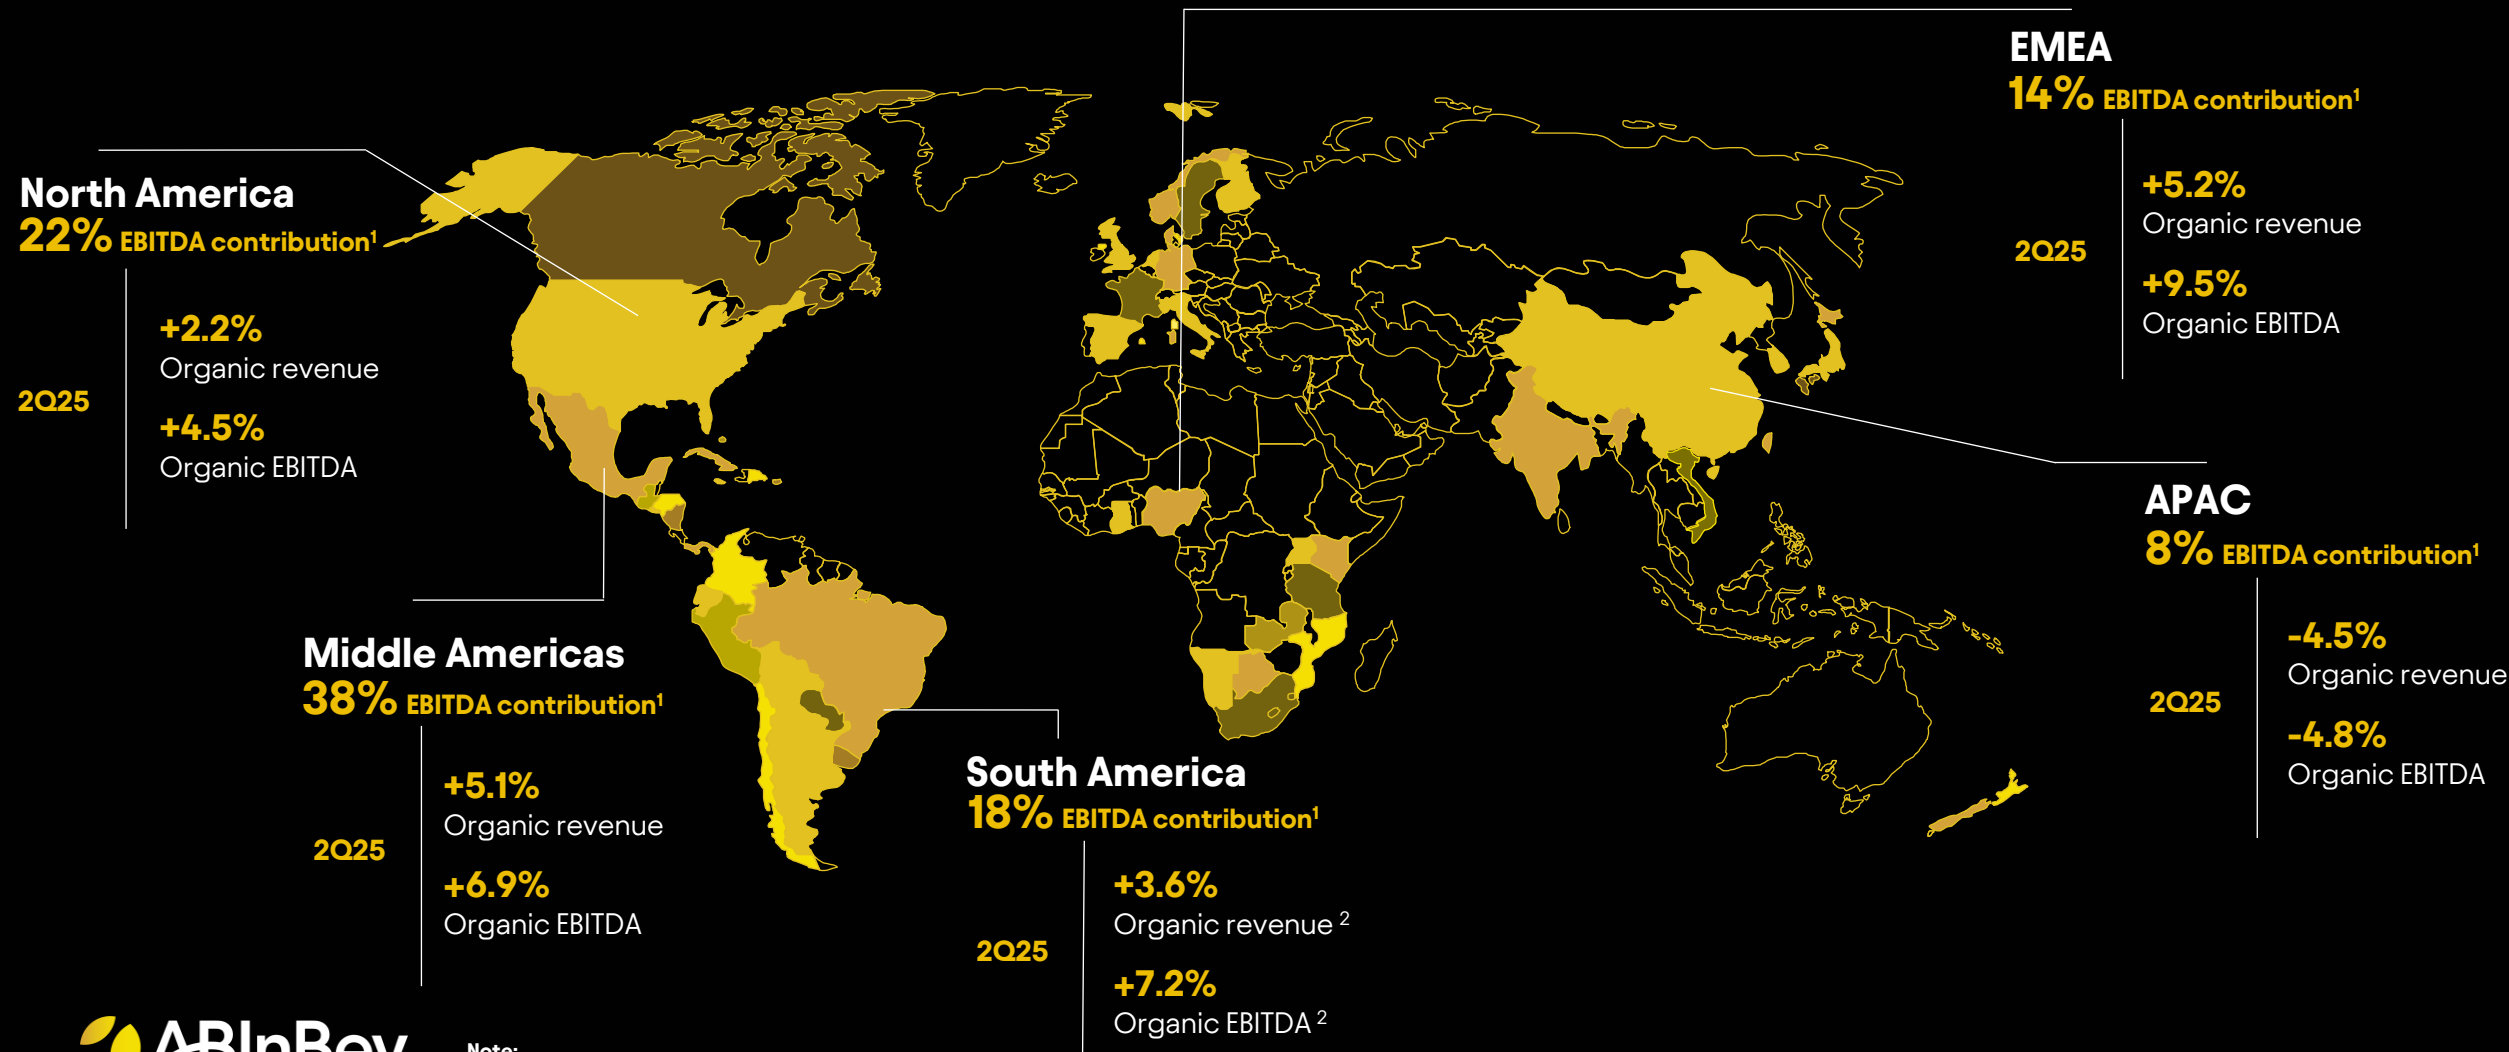 EMEA
14% EBITDA contribution¹
2Q25
+5.2%
Organic revenue
+9.5%
Organic EBITDA
North America
22% EBITDA contribution¹
2Q25
+2.2%
Organic revenue
+4.5%
Organic EBITDA
APAC
8% EBITDA contribution¹
2Q25
-4.5%
Organic revenue
-4.8%
Organic EBITDA
Middle Americas
38% EBITDA contribution¹
2Q25
+5.1%
Organic revenue
+6.9%
Organic EBITDA
South America
18% EBITDA contribution¹
2Q25
+3.6%
Organic revenue ²
+7.2%
Organic EBITDA ²
ABInBev
Note: